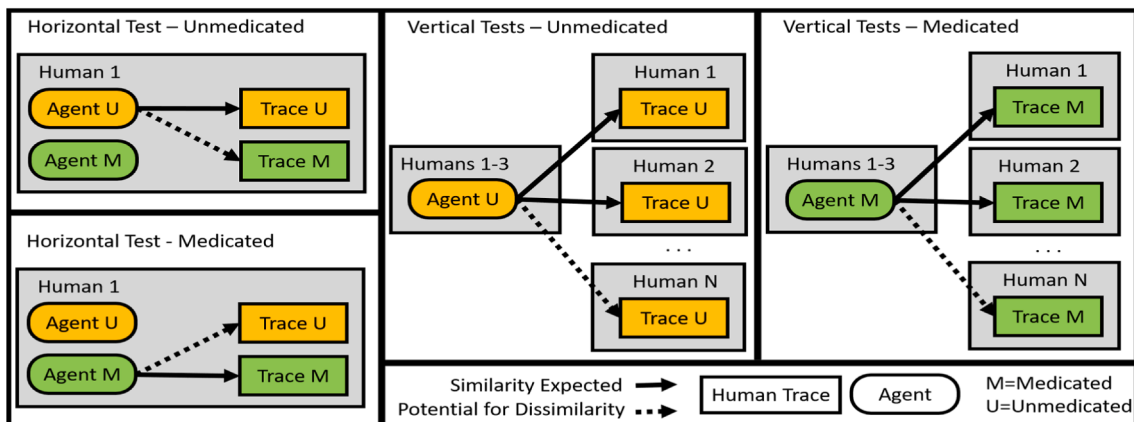 Horizontal Test – Unmedicated
Human 1
Agent U
Trace U
Agent M
Trace M
Horizontal Test - Medicated
Human 1
Agent U
Trace U
Agent M
Trace M
Vertical Tests – Unmedicated
Human 1
Trace U
Humans 1-3
Agent U
Human 2
Trace U
...
Human N
Trace U
Vertical Tests – Medicated
Human 1
Trace M
Humans 1-3
Agent M
Human 2
Trace M
...
Human N
Trace M
Similarity Expected
Potential for Dissimilarity
Human Trace
Agent
M=Medicated
U=Unmedicated